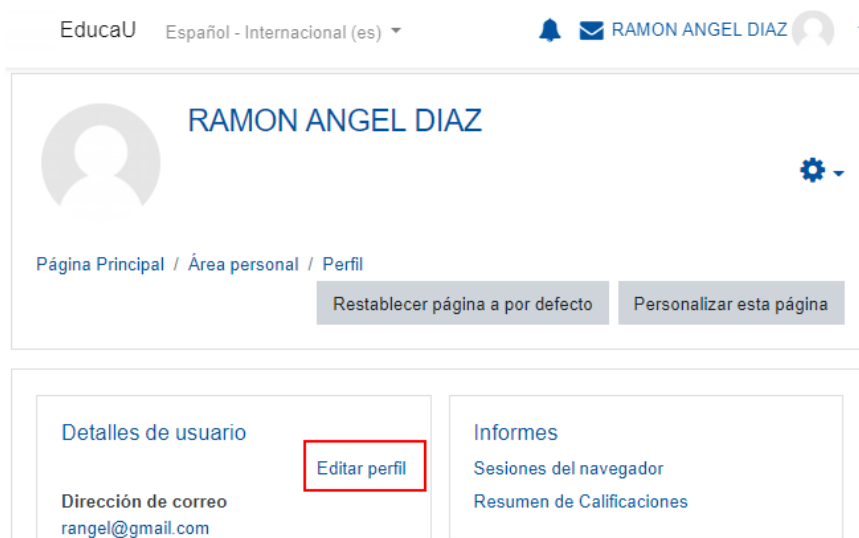 EducaU Español - Internacional (es) RAMON ANGEL DIAZ
RAMON ANGEL DIAZ
Página Principal / Área personal / Perfil
Restablecer página a por defecto Personalizar esta página
Detalles de usuario
Editar perfil
Dirección de correo
rangel@gmail.com
Informes
Sesiones del navegador
Resumen de Calificaciones